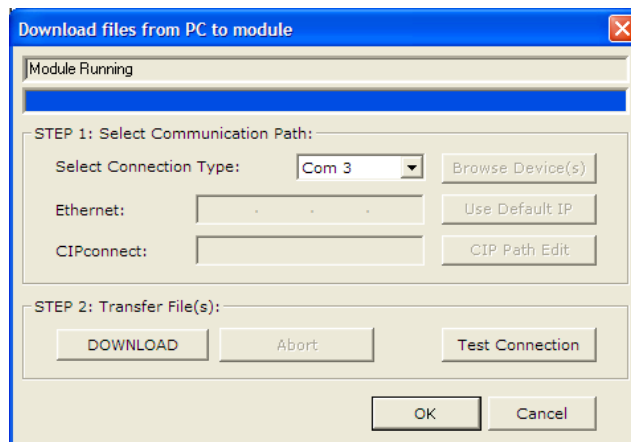 Download files from PC to module
Module Running
STEP 1: Select Communication Path:
Select Connection Type: Com 3 Browse Device(s)
Ethernet: . . . Use Default IP
CIPconnect: CIP Path Edit
STEP 2: Transfer File(s):
DOWNLOAD Abort Test Connection
OK Cancel